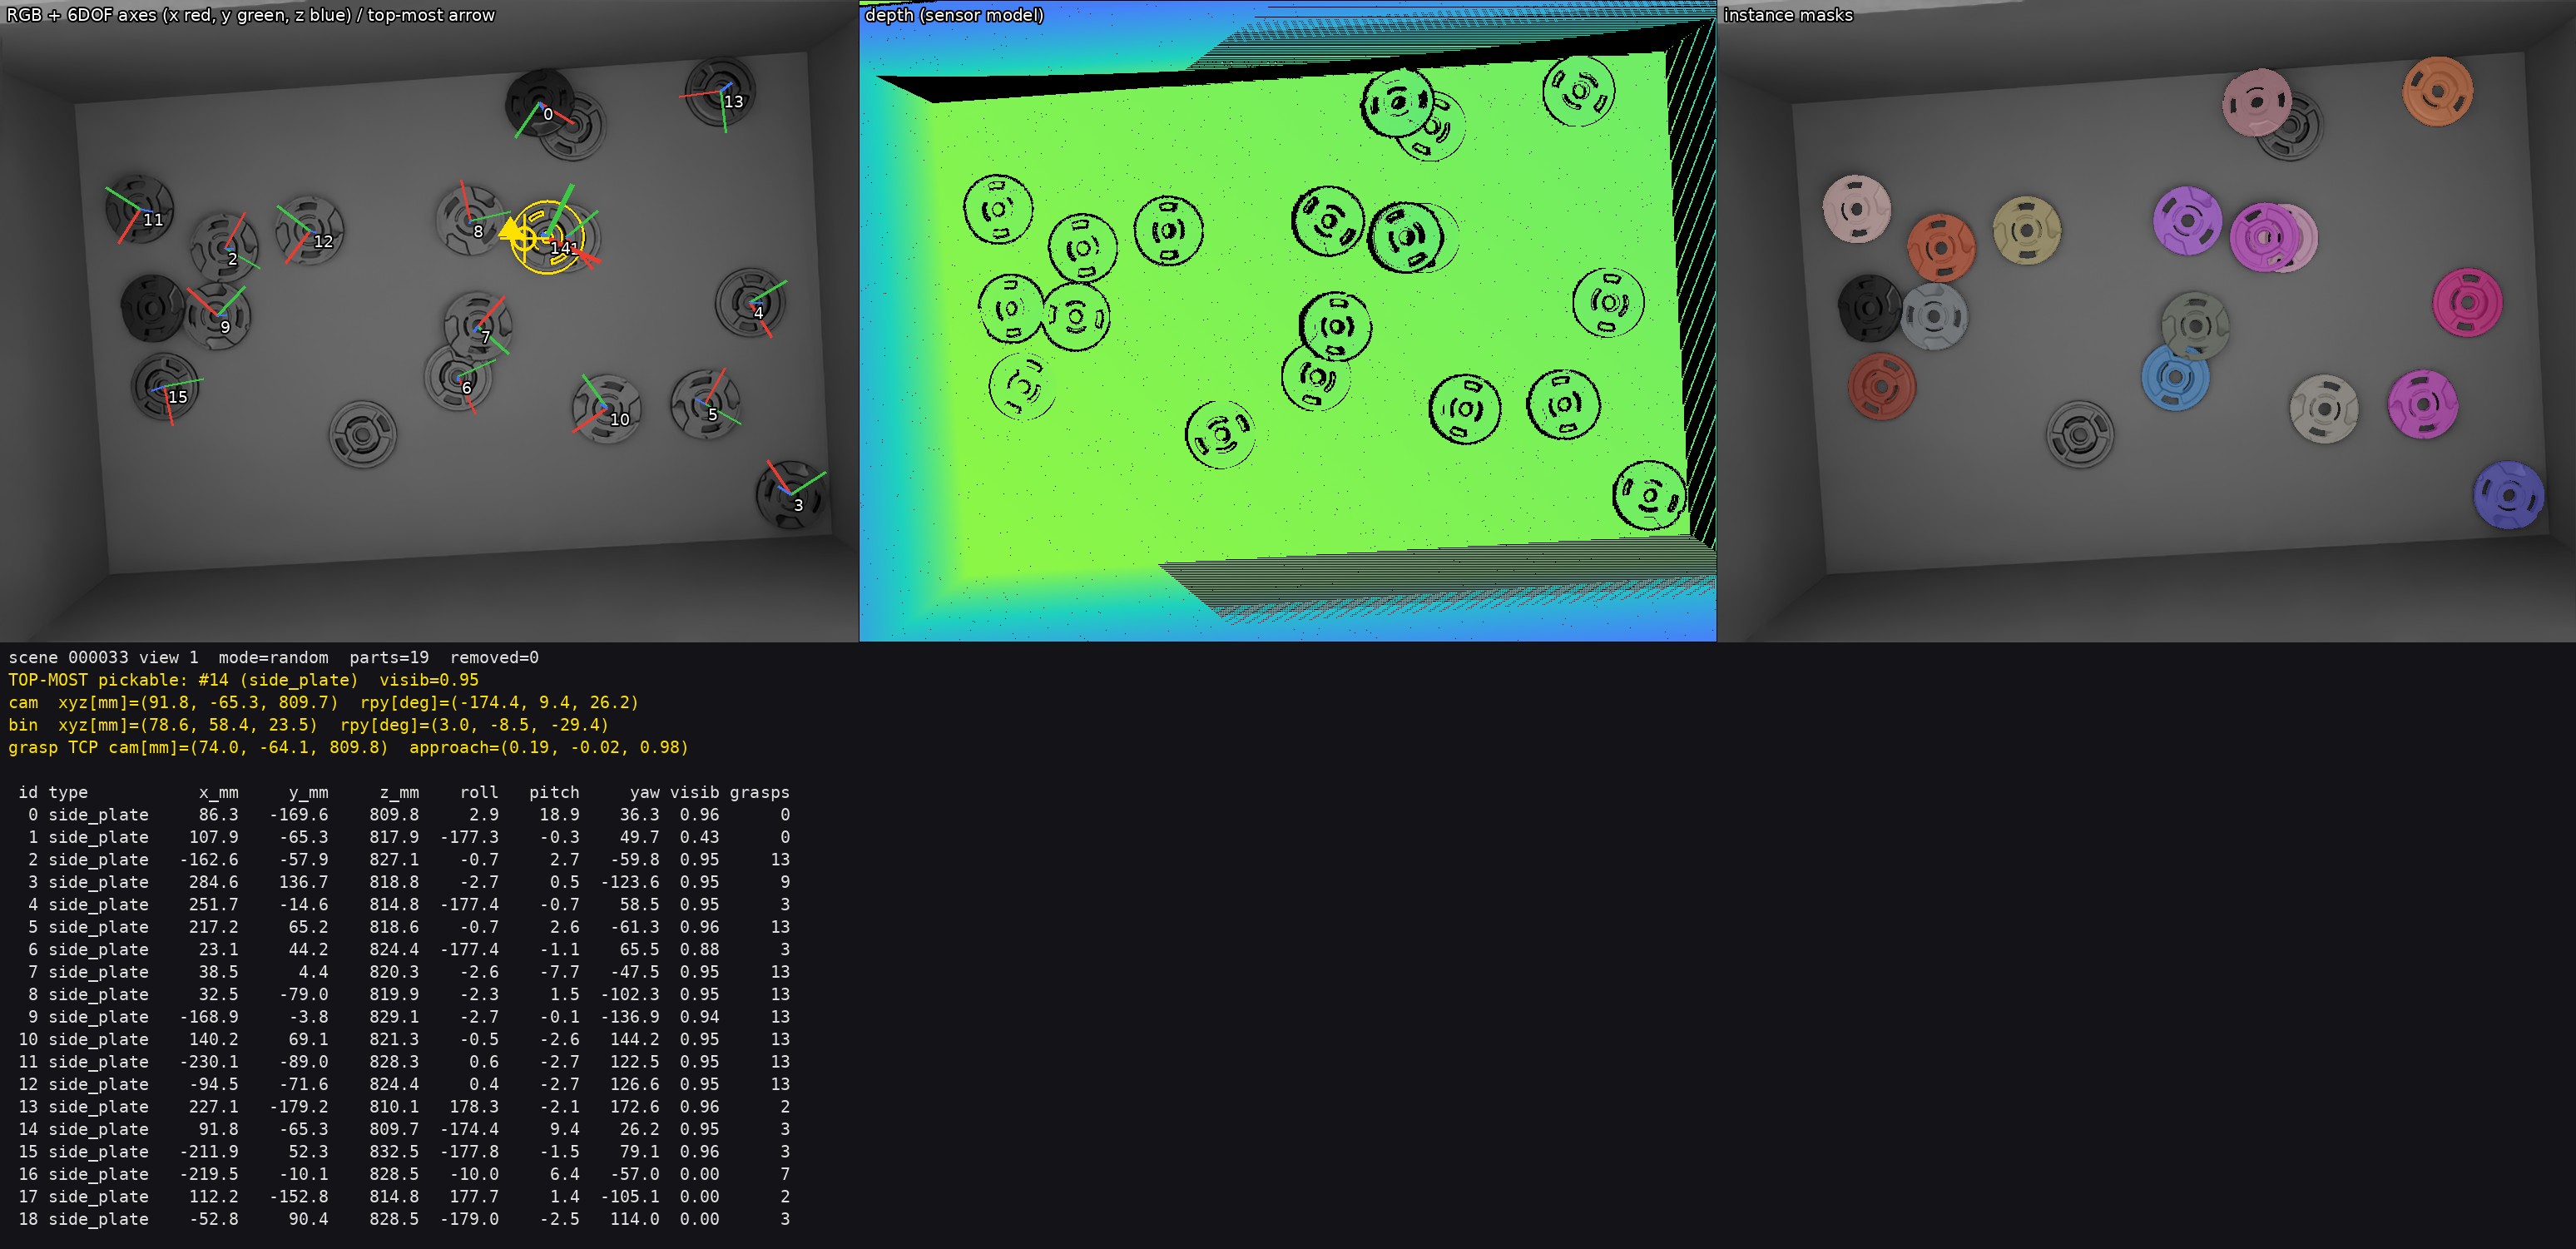 RGB + 6DOF axes (x red, y green, z blue) / top-most arrow
depth (sensor model)
instance masks
0
13
11
12
2
8
141
9
4
7
6
15
10
5
3
scene 000033 view 1 mode=random parts=19 removed=0
TOP-MOST pickable: #14 (side_plate) visib=0.95
cam xyz[mm]=(91.8, -65.3, 809.7) rpy[deg]=(-174.4, 9.4, 26.2)
bin xyz[mm]=(78.6, 58.4, 23.5) rpy[deg]=(3.0, -8.5, -29.4)
grasp TCP cam[mm]=(74.0, -64.1, 809.8) approach=(0.19, -0.02, 0.98)
id type x_mm y_mm z_mm roll pitch yaw visib grasps
0 side_plate 86.3 -169.6 809.8 2.9 18.9 36.3 0.96 0
1 side_plate 107.9 -65.3 817.9 -177.3 -0.3 49.7 0.43 0
2 side_plate -162.6 -57.9 827.1 -0.7 2.7 -59.8 0.95 13
3 side_plate 284.6 136.7 818.8 -2.7 0.5 -123.6 0.95 9
4 side_plate 251.7 -14.6 814.8 -177.4 -0.7 58.5 0.95 3
5 side_plate 217.2 65.2 818.6 -0.7 2.6 -61.3 0.96 13
6 side_plate 23.1 44.2 824.4 -177.4 -1.1 65.5 0.88 3
7 side_plate 38.5 4.4 820.3 -2.6 -7.7 -47.5 0.95 13
8 side_plate 32.5 -79.0 819.9 -2.3 1.5 -102.3 0.95 13
9 side_plate -168.9 -3.8 829.1 -2.7 -0.1 -136.9 0.94 13
10 side_plate 140.2 69.1 821.3 -0.5 -2.6 144.2 0.95 13
11 side_plate -230.1 -89.0 828.3 0.6 -2.7 122.5 0.95 13
12 side_plate -94.5 -71.6 824.4 0.4 -2.7 126.6 0.95 13
13 side_plate 227.1 -179.2 810.1 178.3 -2.1 172.6 0.96 2
14 side_plate 91.8 -65.3 809.7 -174.4 9.4 26.2 0.95 3
15 side_plate -211.9 52.3 832.5 -177.8 -1.5 79.1 0.96 3
16 side_plate -219.5 -10.1 828.5 -10.0 6.4 -57.0 0.00 7
17 side_plate 112.2 -152.8 814.8 177.7 1.4 -105.1 0.00 2
18 side_plate -52.8 90.4 828.5 -179.0 -2.5 114.0 0.00 3